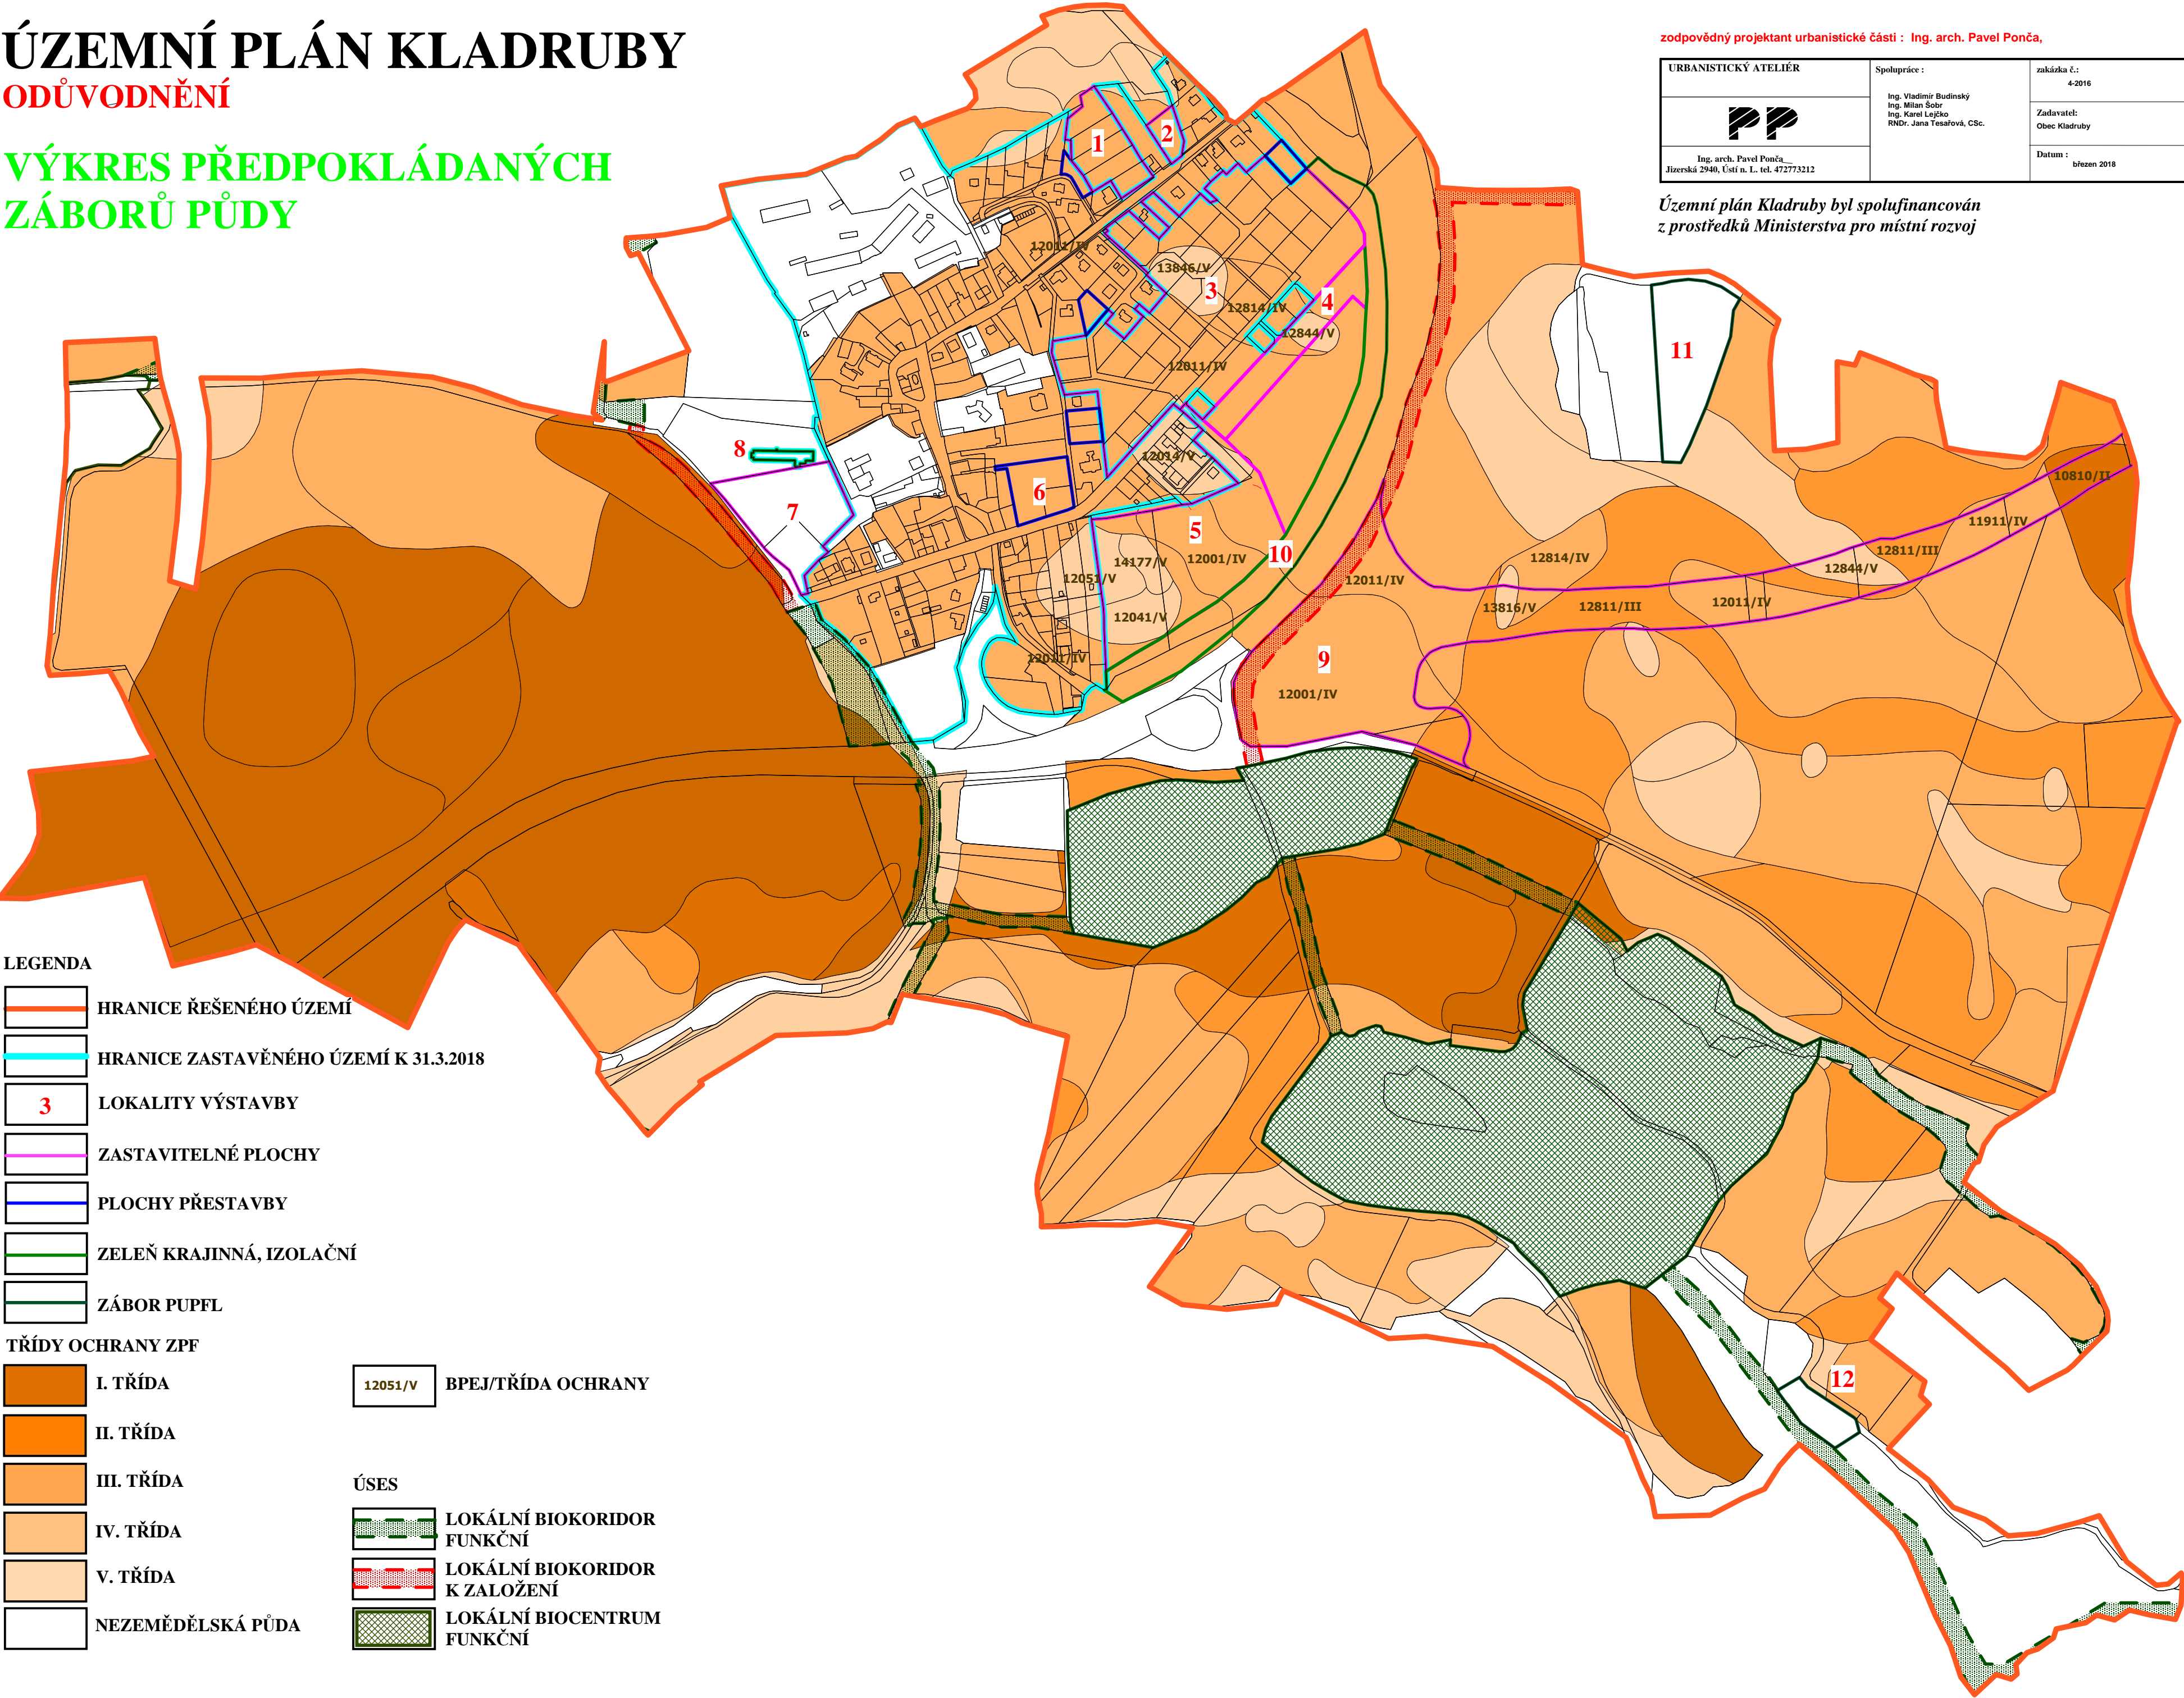 ÚZEMNÍ PLÁN KLADRUBY
ODŮVODNĚNÍ
VÝKRES PŘEDPOKLÁDANÝCH
ZÁBORŮ PŮDY
zodpovědný projektant urbanistické části : Ing. arch. Pavel Ponča,
URBANISTICKÝ ATELIÉR
PP
Ing. arch. Pavel Ponča__
Jizerská 2940, Ústí n. L. tel. 472773212
Spolupráce :
Ing. Vladimír Budinský
Ing. Milan Šobr
Ing. Karel Lejčko
RNDr. Jana Tesařová, CSc.
zakázka č.:
4-2016
Zadavatel:
Obec Kladruby
Datum :
březen 2018
Územní plán Kladruby byl spolufinancován
z prostředků Ministerstva pro místní rozvoj
1
2
12011/IV
13846/V
3
12814/IV
4
12844/V
11
12011/IV
8
12014/V
10810/II
6
7
11911/IV
5
12811/III
10
12001/IV
14177/V
12814/IV
12844/V
12051/V
12011/IV
12011/IV
13816/V
12811/III
12041/V
12011/IV
9
12001/IV
12
LEGENDA
HRANICE ŘEŠENÉHO ÚZEMÍ
HRANICE ZASTAVĚNÉHO ÚZEMÍ K 31.3.2018
3
LOKALITY VÝSTAVBY
ZASTAVITELNÉ PLOCHY
PLOCHY PŘESTAVBY
ZELEŇ KRAJINNÁ, IZOLAČNÍ
ZÁBOR PUPFL
TŘÍDY OCHRANY ZPF
I. TŘÍDA
II. TŘÍDA
III. TŘÍDA
IV. TŘÍDA
V. TŘÍDA
NEZEMĚDĚLSKÁ PŮDA
12051/V
BPEJ/TŘÍDA OCHRANY
ÚSES
LOKÁLNÍ BIOKORIDOR
FUNKČNÍ
LOKÁLNÍ BIOKORIDOR
K ZALOŽENÍ
LOKÁLNÍ BIOCENTRUM
FUNKČNÍ